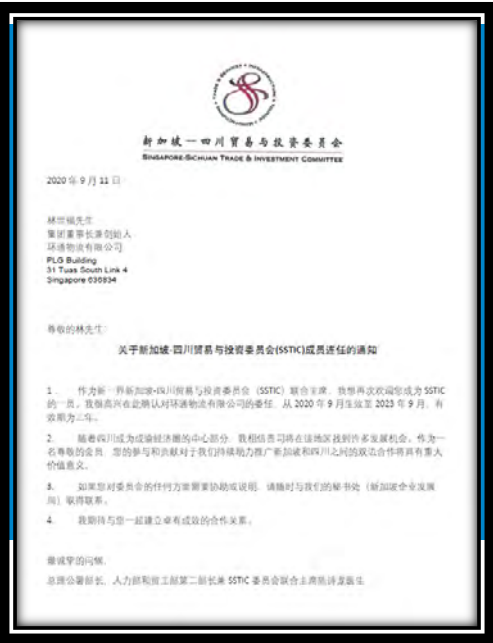 新加坡—四川贸易与投资委员会
SINGAPORE-SICHUAN TRADE & INVESTMENT COMMITTEE
2020 年 9 月 11 日
林世福先生
集团董事长兼创始人
环通物流有限公司
PLG Building
31 Tuas South Link 4
Singapore 636834
尊敬的林先生:
关于新加坡-四川贸易与投资委员会(SSTIC)成员连任的通知
1. 作为新一界新加坡-四川贸易与投资委员会(SSTIC)联合主席,我想再次欢迎您成为 SSTIC
的一员。我很高兴在此确认对环通物流有限公司的委任,从 2020 年 9 月生效至 2023 年 9 月,有
效期为三年。
2. 随着四川成为成渝经济圈的中心部分,我相信贵司将在该地区找到许多发展机会。作为一
名尊敬的会员,您的参与和贡献对于我们持续助力推广新加坡和四川之间的双边合作将具有重大
价值意义。
3. 如果您对委员会的任何方面需要协助或说明,请随时与我们的秘书处(新加坡企业发展
局)取得联系。
4. 我期待与您一起建立卓有成效的合作关系。
最诚挚的问候,
总理公署部长,人力部和贸工部第二部长兼 SSTIC 委员会联合主席陈诗龙医生